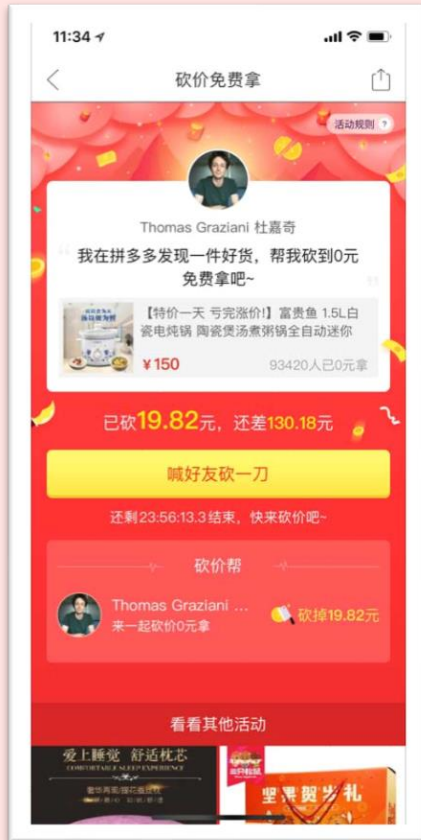 11:34
砍价免费拿
活动规则 ?
Thomas Graziani 杜嘉奇
我在拼多多发现一件好货，帮我砍到0元
免费拿吧~
【特价一天 亏完涨价!】富贵鱼 1.5L白
瓷电炖锅 陶瓷煲汤煮粥锅全自动迷你
¥150
93420人已0元拿
已砍19.82元，还差130.18元
喊好友砍一刀
还剩23:56:13.3结束，快来砍价吧~
砍价帮
Thomas Graziani ...
来一起砍价0元拿
砍掉19.82元
看看其他活动
爱上睡觉 舒适枕芯
COMFORTABLE SLEEP EXPERIENCE
坚果贺岁礼